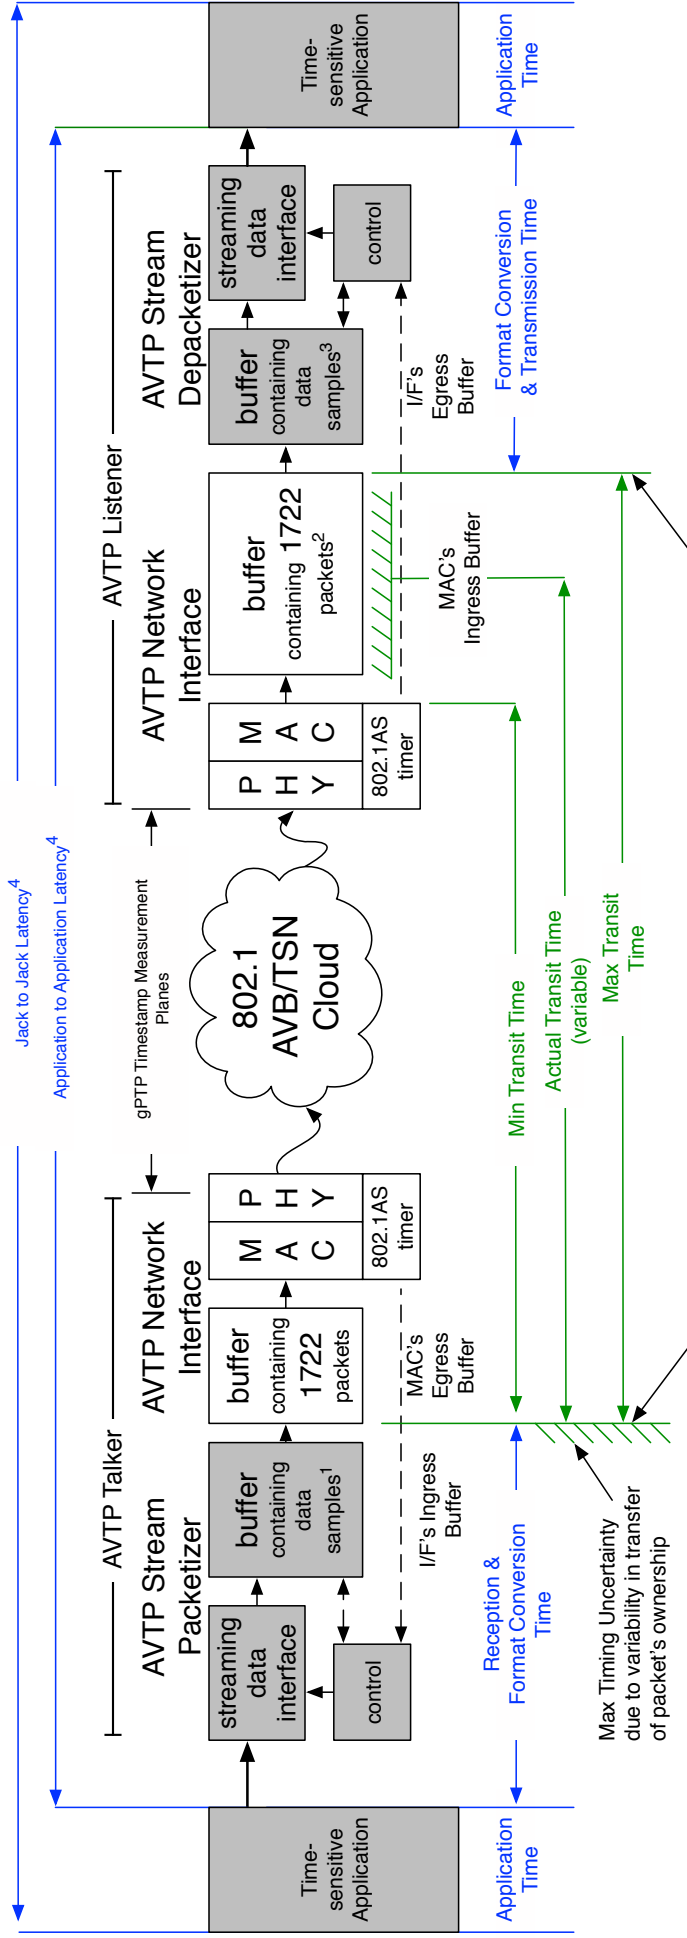 Jack to Jack Latency4
Application to Application Latency4
AVTP Talker
gPTP Timestamp Measurement
Planes
AVTP Listener
AVTP Stream
Packetizer
AVTP Network
Interface
AVTP Network
Interface
AVTP Stream
Depacketizer
Time-
sensitive
Application
streaming
data
interface
control
buffer
containing
data
samples1
buffer
containing
1722
packets
M
A
C
P
H
Y
802.1AS
timer
802.1
AVB/TSN
Cloud
P
H
Y
M
A
C
802.1AS
timer
buffer
containing 1722
packets2
buffer
containing
data
samples3
streaming
data
interface
control
Time-
sensitive
Application
I/F's Ingress
Buffer
MAC's
Egress
Buffer
MAC's
Ingress Buffer
I/F's
Egress
Buffer
Application
Time
Reception &
Format Conversion
Time
Min Transit Time
Actual Transit Time
(variable)
Max Transit
Time
Format Conversion
& Transmission Time
Application
Time
Max Timing Uncertainty
due to variability in transfer
of packet's ownership